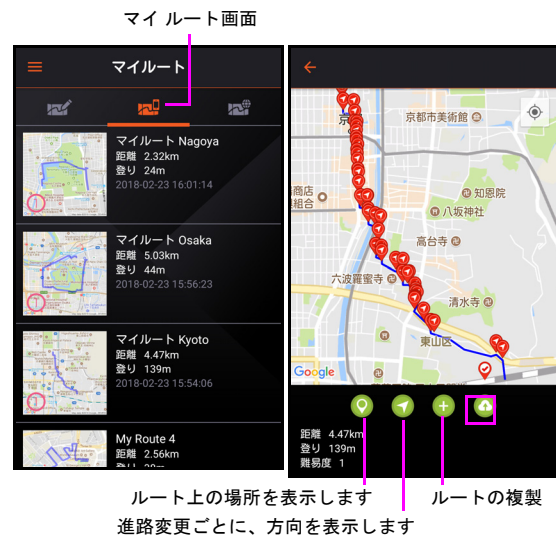 マイ ルート画面
マイルート
マイルート Nagoya
距離 2.32km
登り 24m
2018-02-23 16:01:14
マイルート Osaka
距離 5.03km
登り 44m
2018-02-23 15:56:23
マイルート Kyoto
距離 4.47km
登り 139m
2018-02-23 15:54:06
My Route 4
距離 2.56km
登り 28m
京都市美術館
知恩院
八坂神社
高台寺
六波羅蜜寺
清水寺
東山区
Google
距離 4.47km
登り 139m
難易度 1
ルート上の場所を表示します
ルートの複製
進路変更ごとに、方向を表示します